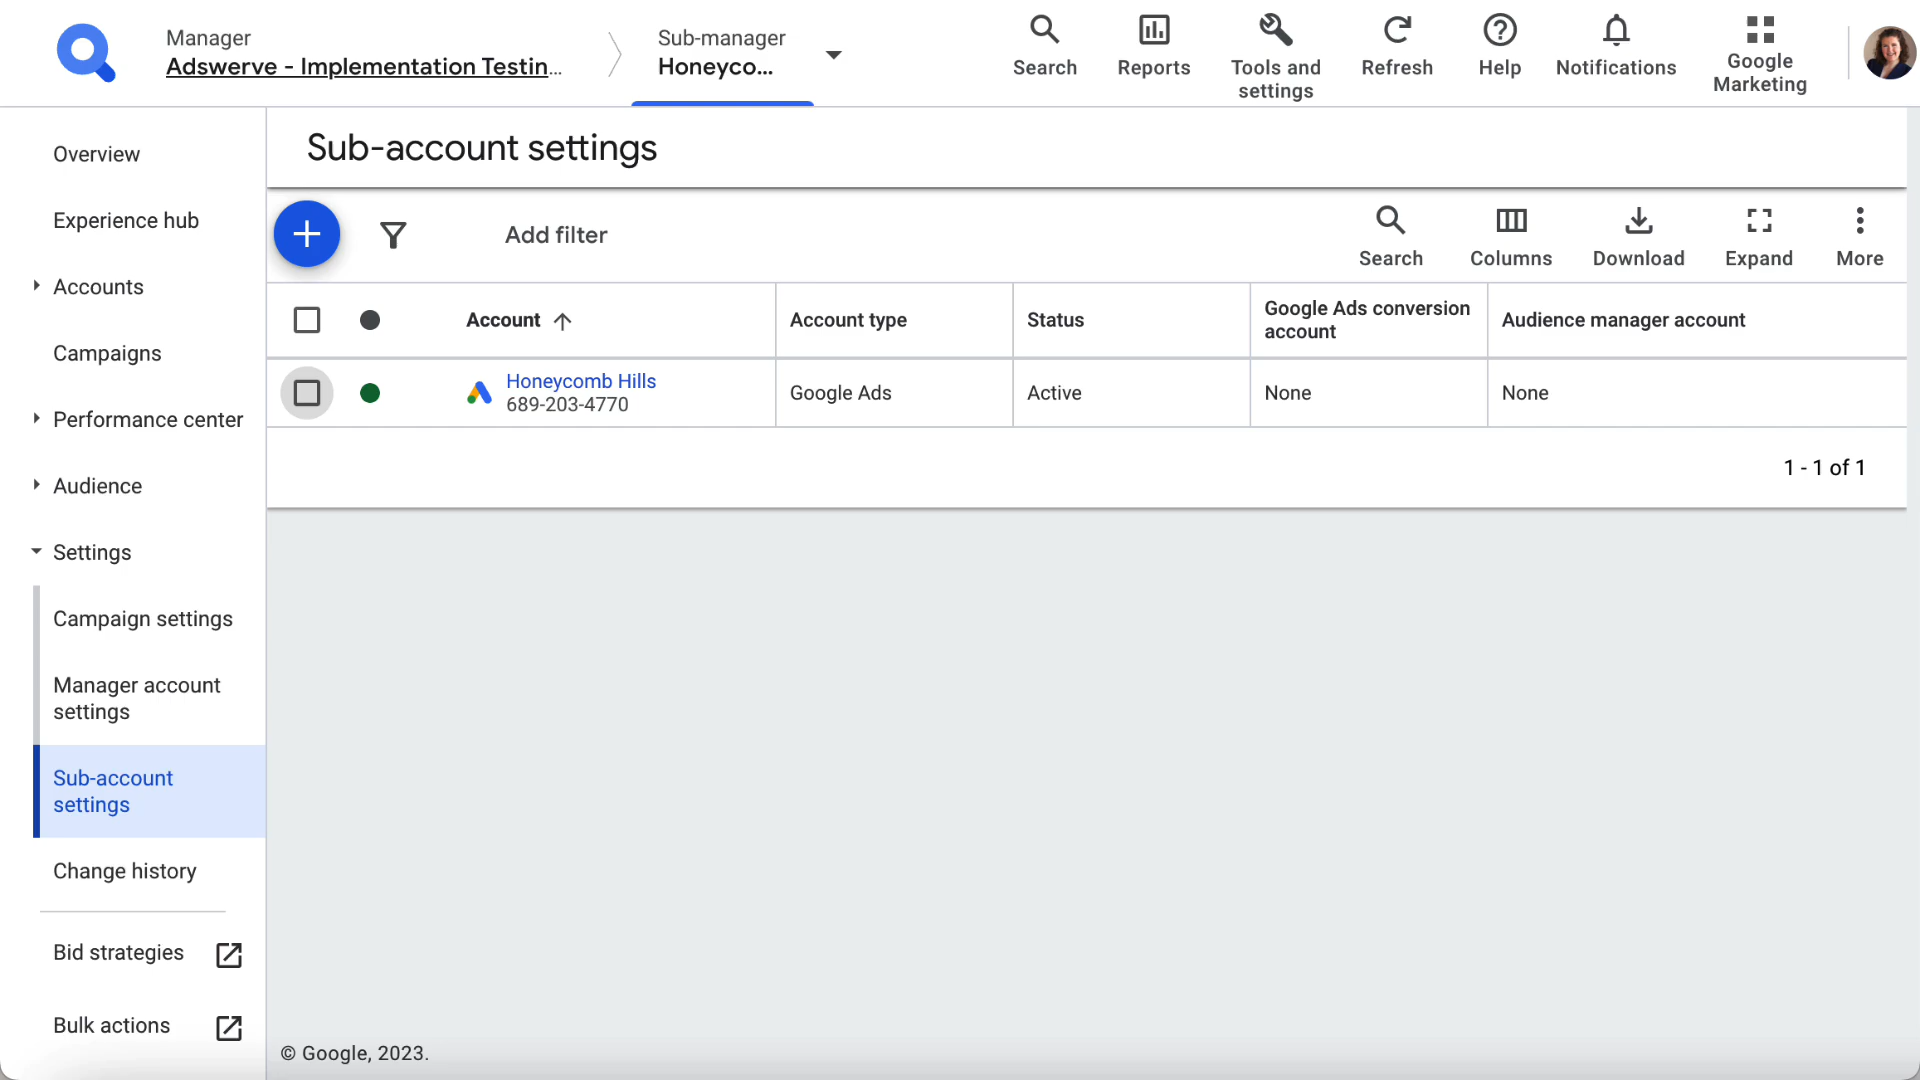 Manager
Adswerve - Implementation Testin...
Sub-manager
Honeyco...
Search
Reports
Tools and
settings
Refresh
Help
Notifications
Google
Marketing
Overview
Experience hub
Accounts
Campaigns
Performance center
Audience
Settings
Campaign settings
Manager account
settings
Sub-account
settings
Change history
Bid strategies
Bulk actions
Sub-account settings
Add filter
Search
Columns
Download
Expand
More
Account
Account type
Status
Google Ads conversion
account
Audience manager account
Honeycomb Hills
689-203-4770
Google Ads
Active
None
None
1 - 1 of 1
© Google, 2023.